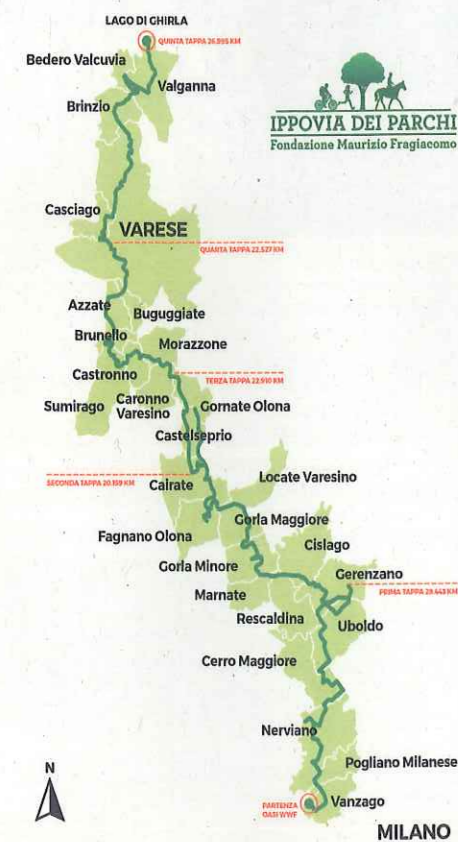 LAGO DI GHIRLA
QUINTA TAPPA 26.895 KM
Bedero Valcuvia
Valganna
Brinzio
IPPOVIA DEI PARCHI
Fondazione Maurizio Fragiacomo
Casciago
VARESE
QUARTA TAPPA 22.527 KM
Azzate
Buguggiate
Brunello
Morazzone
Castronno
TERZA TAPPA 22.910 KM
Sumirago
Caronno
Varesino
Gornate Olona
Castelseprio
SECONDA TAPPA 20.159 KM
Cairate
Locate Varesino
Gorla Maggiore
Fagnano Olona
Cislago
Gorla Minore
Gerenzano
PRIMA TAPPA 29.443 KM
Marnate
Rescaldina
Uboldo
Cerro Maggiore
Nerviano
Pogliano Milanese
N
PARTENZA
OASI WWF
Vanzago
MILANO